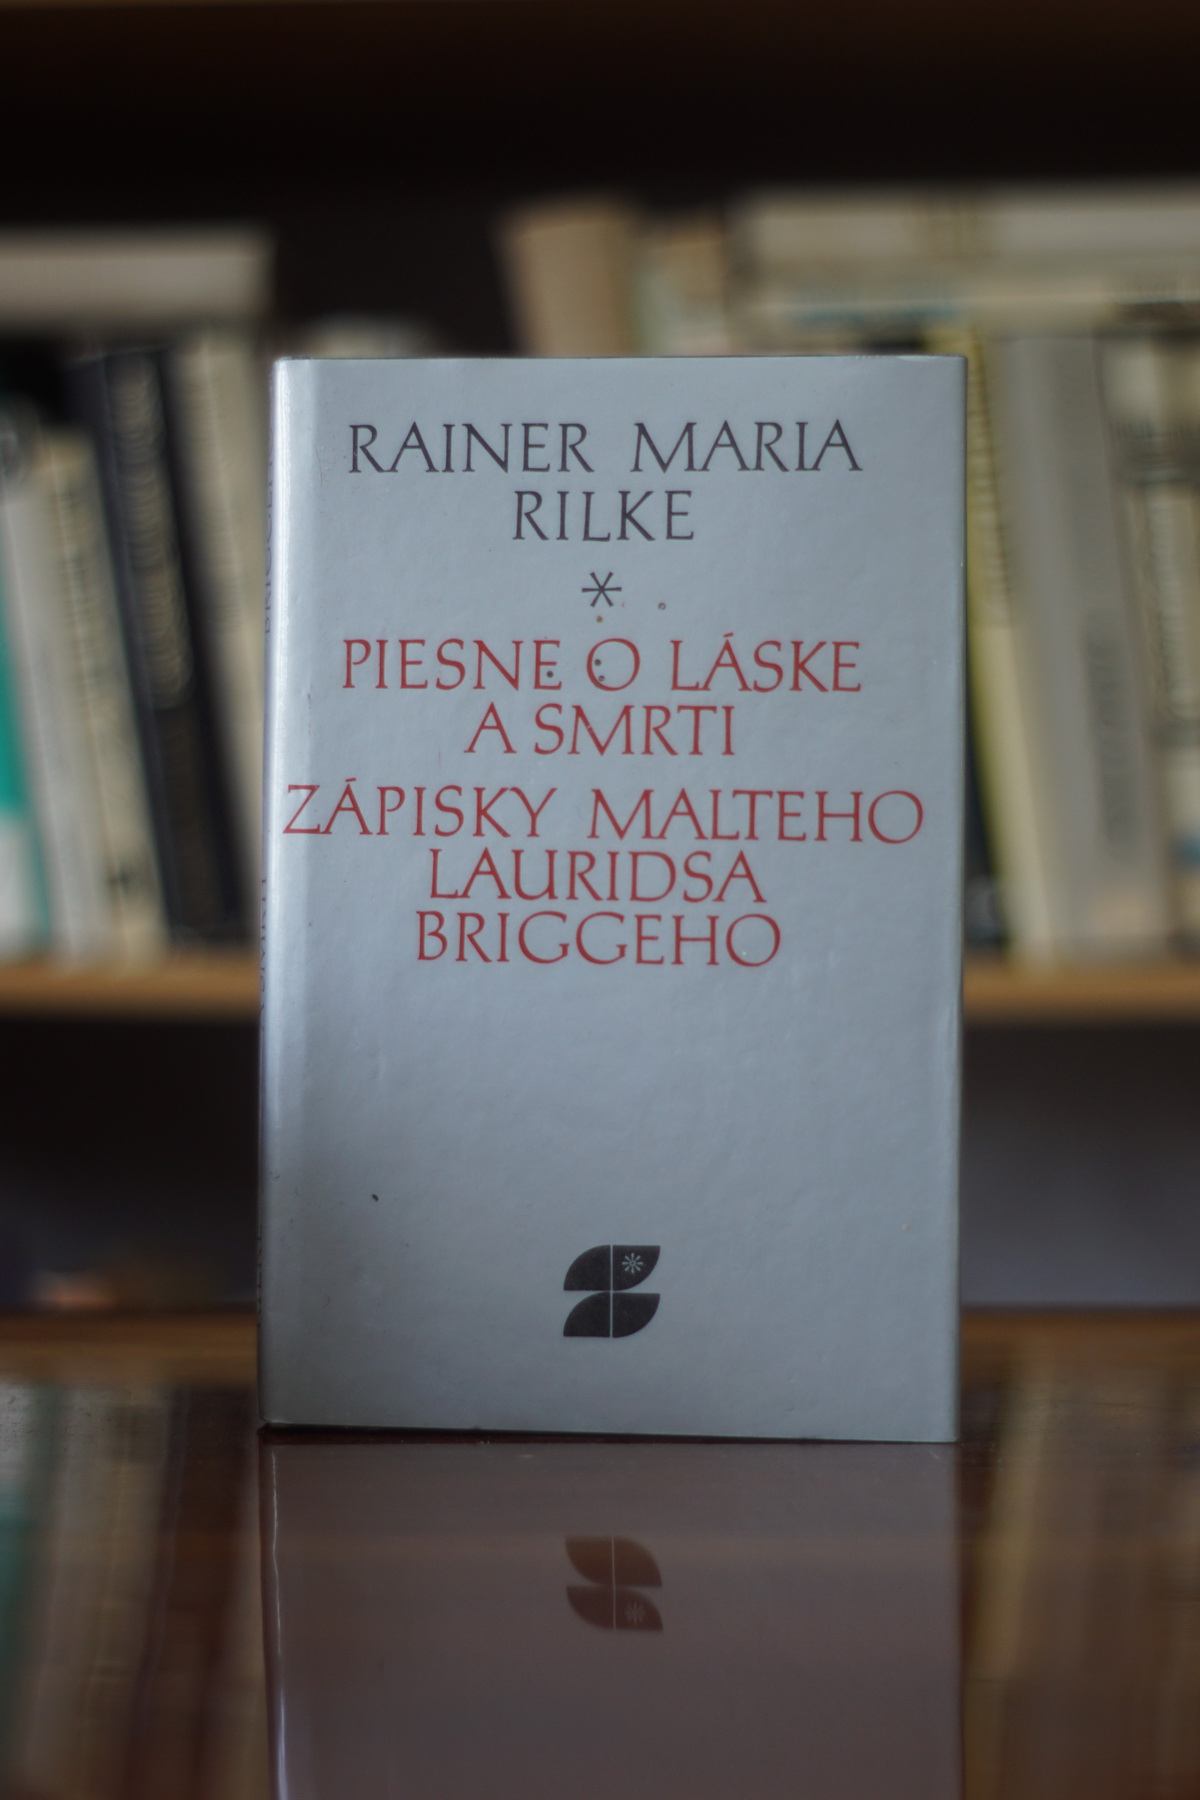 RAINER MARIA
RILKE
*
PIESNE O LÁSKE
A SMRTI
ZÁPISKY MALTEHO
LAURIDSA
BRIGGEHO